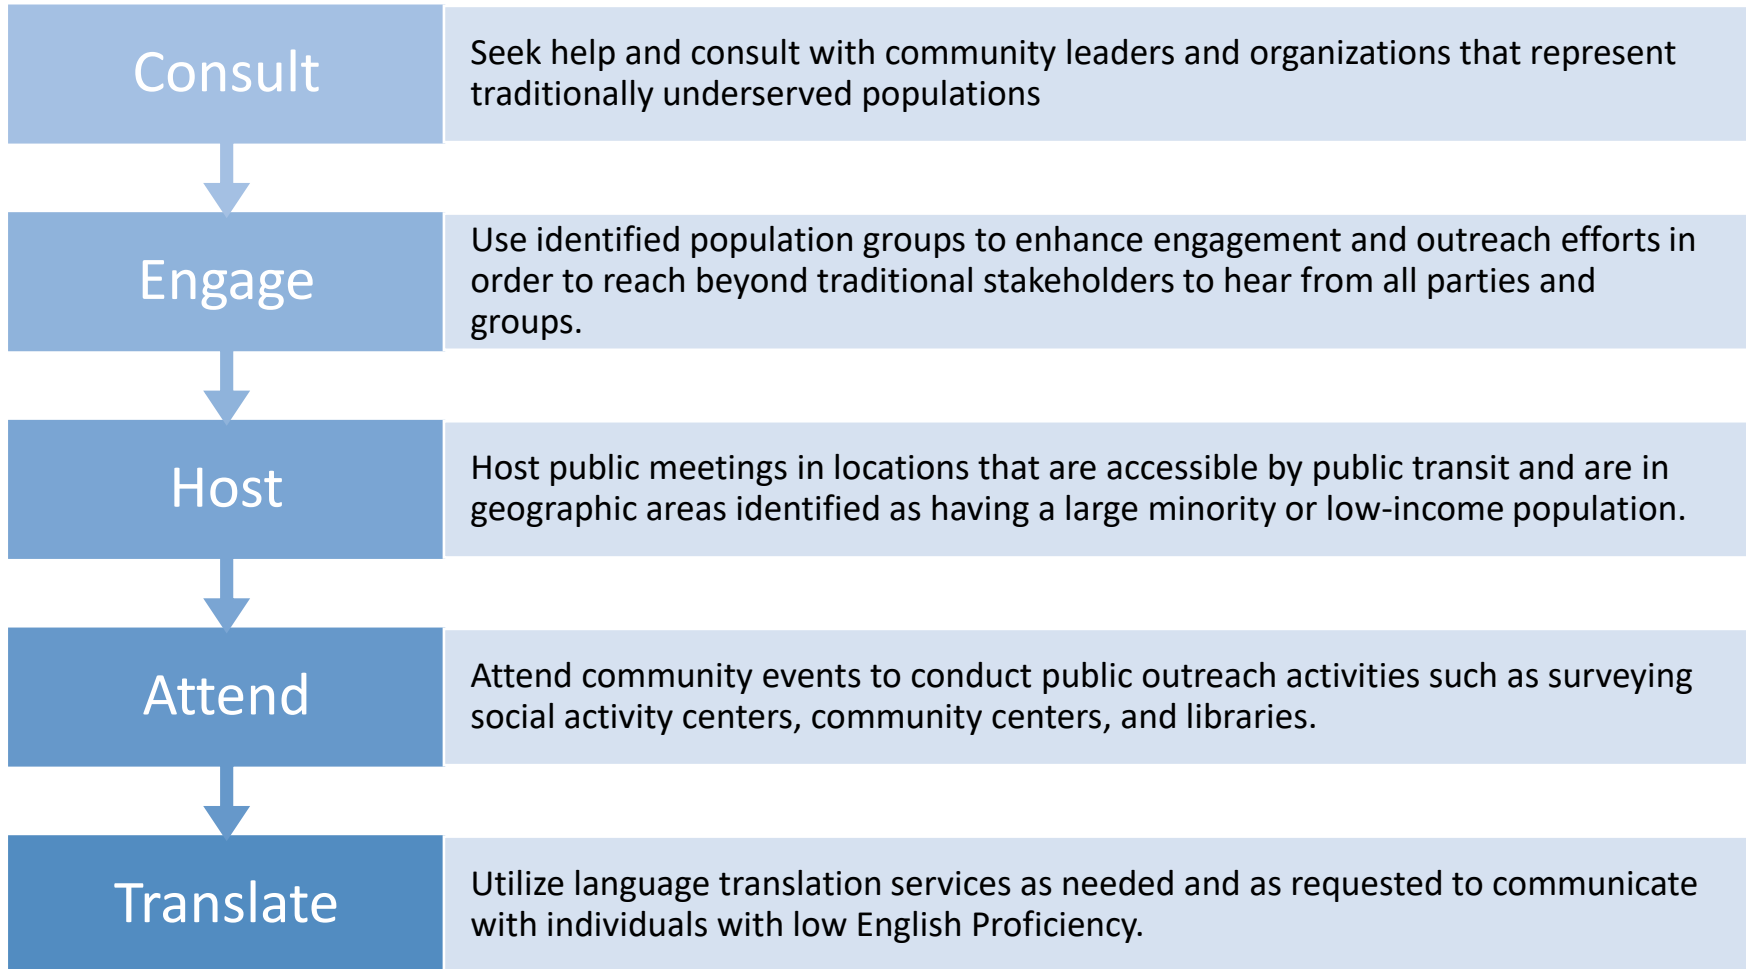 Consult
Seek help and consult with community leaders and organizations that represent
traditionally underserved populations
Engage
Use identified population groups to enhance engagement and outreach efforts in
order to reach beyond traditional stakeholders to hear from all parties and
groups.
Host
Host public meetings in locations that are accessible by public transit and are in
geographic areas identified as having a large minority or low-income population.
Attend
Attend community events to conduct public outreach activities such as surveying
social activity centers, community centers, and libraries.
Translate
Utilize language translation services as needed and as requested to communicate
with individuals with low English Proficiency.